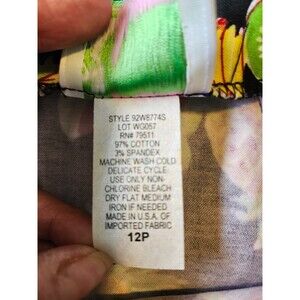 STYLE 92W8774S
LOT WG057
RN# 79511
97% COTTON
3% SPANDEX
MACHINE WASH COLD
DELICATE CYCLE
USE ONLY NON-
CHLORINE BLEACH
DRY FLAT MEDIUM
IRON IF NEEDED
MADE IN U.S.A. OF
IMPORTED FABRIC
12P